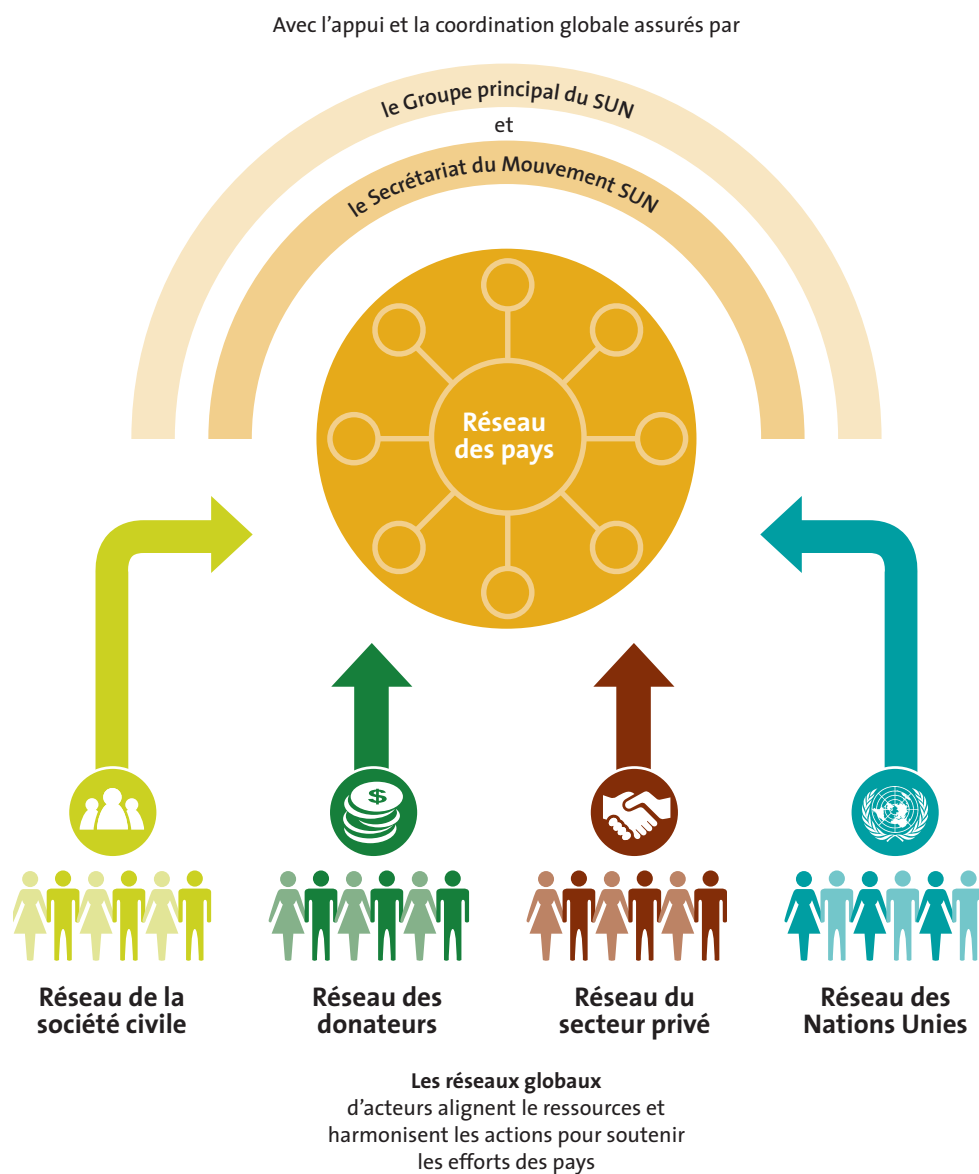 Avec l’appui et la coordination globale assurés par
le Groupe principal du SUN
et
le Secrétariat du Mouvement SUN
Réseau
des pays
$
Réseau de la
société civile
Réseau des
donateurs
Réseau du
secteur privé
Réseau des
Nations Unies
Les réseaux globaux
d’acteurs alignent le ressources et
harmonisent les actions pour soutenir
les efforts des pays